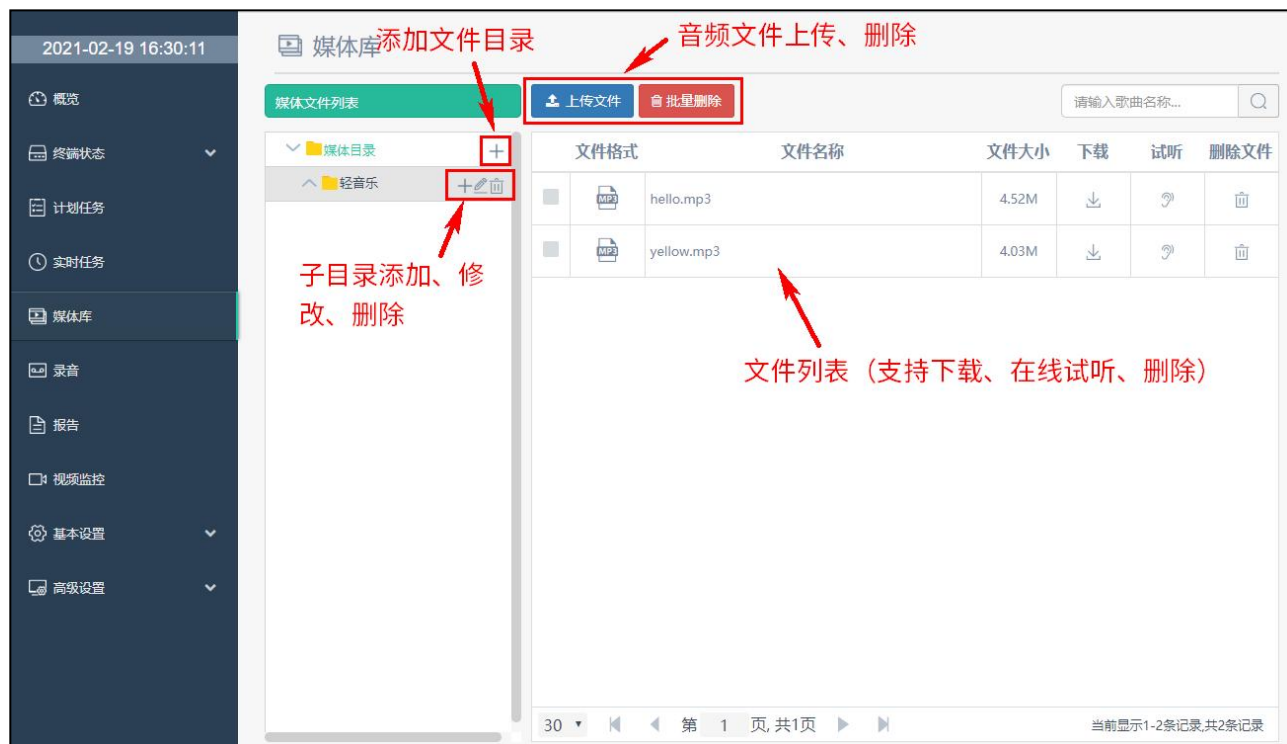 2021-02-19 16:30:11
概览
终端状态
计划任务
实时任务
媒体库
录音
报告
视频监控
基本设置
高级设置
媒体库
添加文件目录
音频文件上传、删除
媒体文件列表
上传文件
批量删除
请输入歌曲名称...
媒体目录
轻音乐
子目录添加、修
改、删除
文件格式 文件名称 文件大小 下载 试听 删除文件
MP3 hello.mp3 4.52M
MP3 yellow.mp3 4.03M
文件列表（支持下载、在线试听、删除）
30 第 1 页,共1页
当前显示1-2条记录,共2条记录